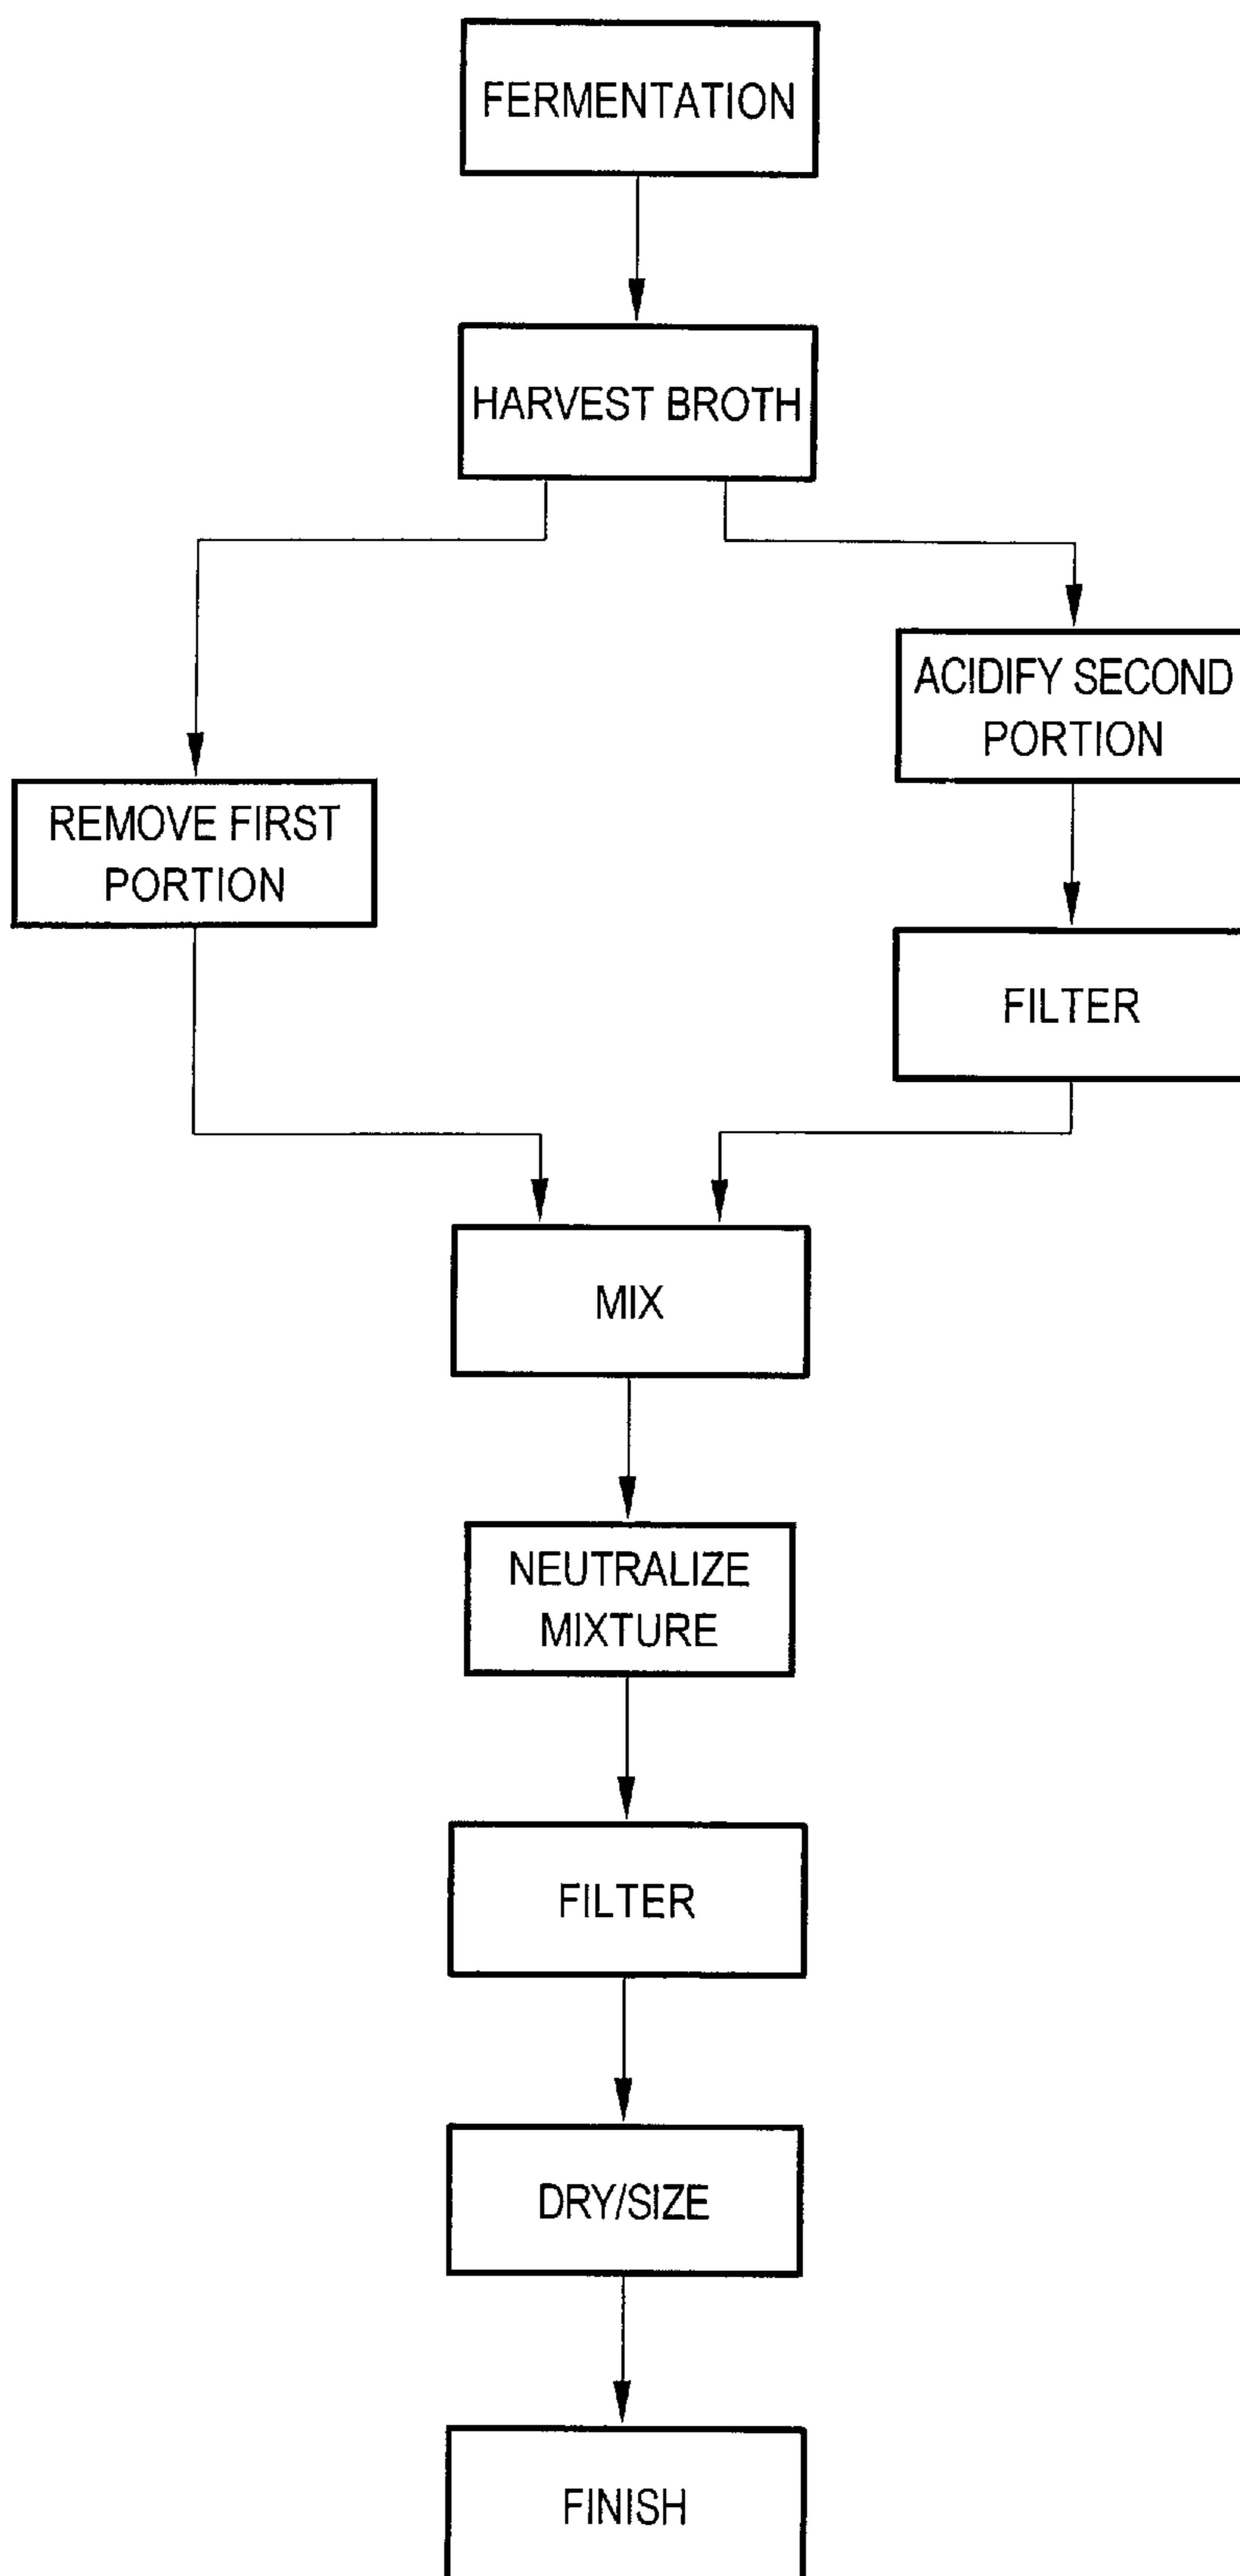 FERMENTATION
HARVEST BROTH
ACIDIFY SECOND
PORTION
REMOVE FIRST
PORTION
FILTER
MIX
NEUTRALIZE
MIXTURE
FILTER
DRY/SIZE
FINISH